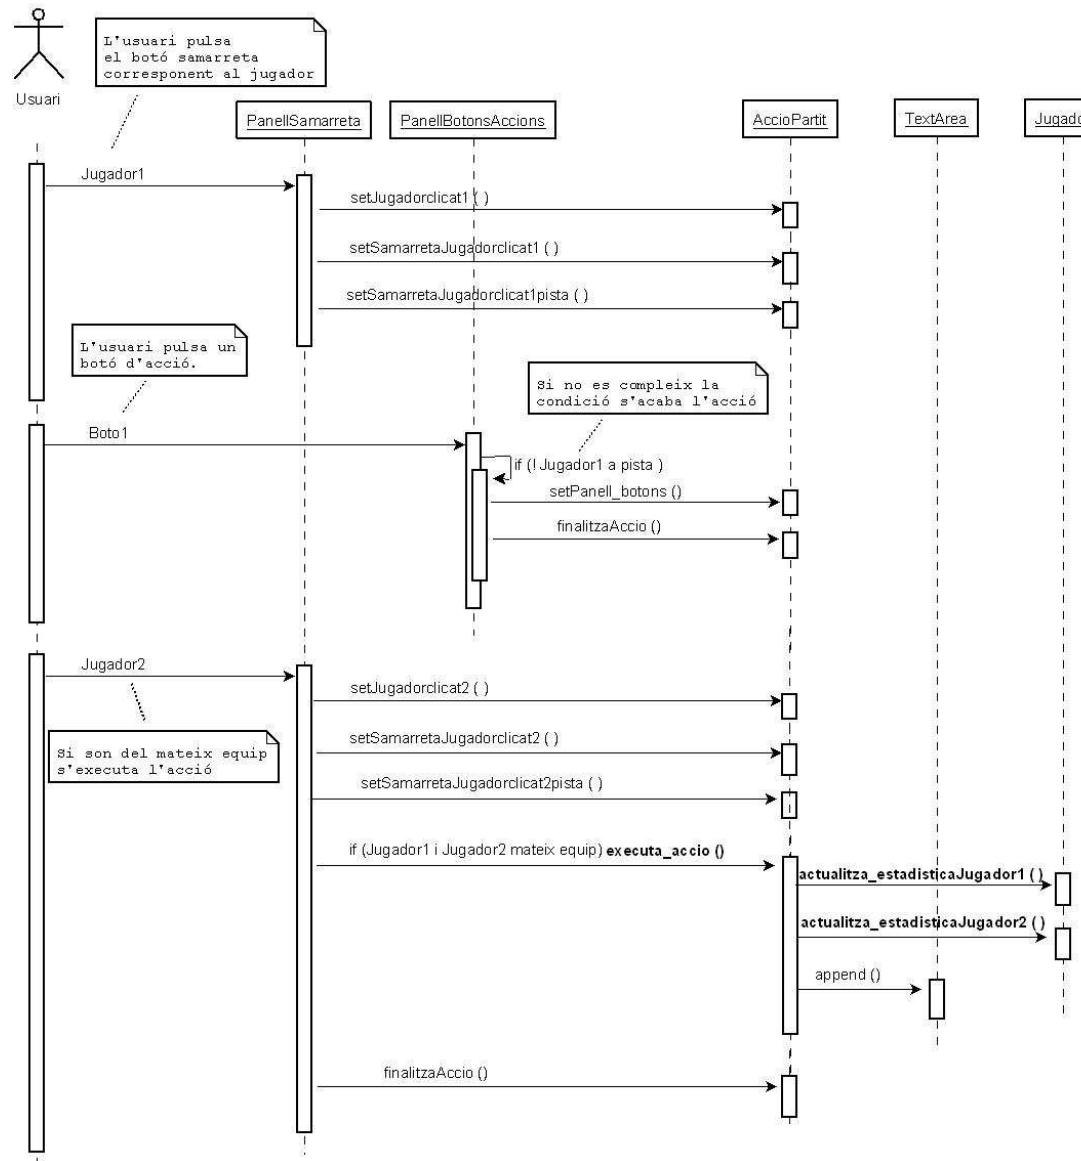 L'usuari pulsa
el botó samarreta
corresponent al jugador
Usuari
PanellSamarreta
PanellBotonsAccions
AccioPartit
TextArea
Jugado
Jugador1
setJugadorclicat1 ( )
setSamarretaJugadorclicat1 ( )
setSamarretaJugadorclicat1pista ( )
L'usuari pulsa un
botó d'acció.
Si no es compleix la
condició s'acaba l'acció
Boto1
if (! Jugador1 a pista )
setPanell_botons ()
finalitzaAccio ()
Jugador2
setJugadorclicat2 ( )
Si son del mateix equip
s'executa l'acció
setSamarretaJugadorclicat2 ( )
setSamarretaJugadorclicat2pista ( )
if (Jugador1 i Jugador2 mateix equip) executa_accio ()
actualitza_estadisticaJugador1 ( )
actualitza_estadisticaJugador2 ( )
append ()
finalitzaAccio ()